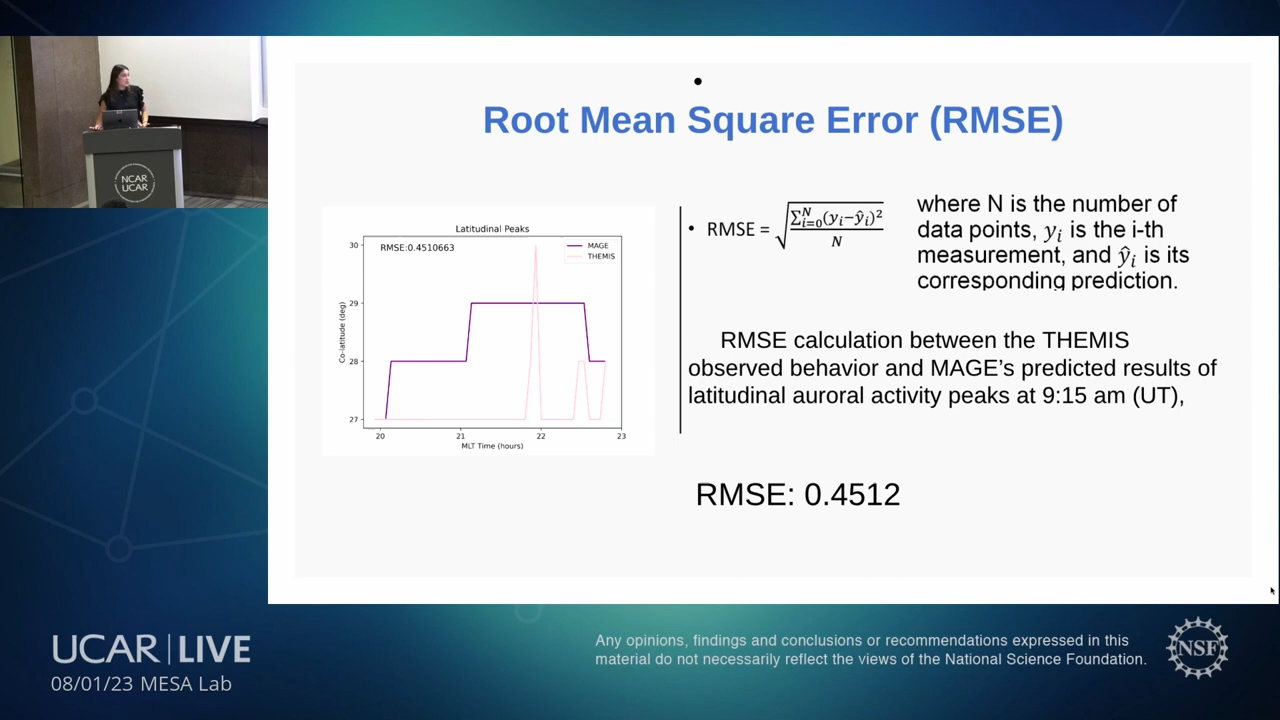 Root Mean Square Error (RMSE)
NCAR
UCAR
Latitudinal Peaks
RMSE:0.4510663
MAGE
THEMIS
30
29
28
27
Co-latitude (deg)
20
21
22
23
MLT Time (hours)
• RMSE = √(∑ᴺᵢ₌₀(yᵢ−ŷᵢ)²/N)
where N is the number of
data points, yᵢ is the i-th
measurement, and ŷᵢ is its
corresponding prediction.
RMSE calculation between the THEMIS
observed behavior and MAGE’s predicted results of
latitudinal auroral activity peaks at 9:15 am (UT),
RMSE: 0.4512
UCAR | LIVE
08/01/23 MESA Lab
Any opinions, findings and conclusions or recommendations expressed in this
material do not necessarily reflect the views of the National Science Foundation.
NSF